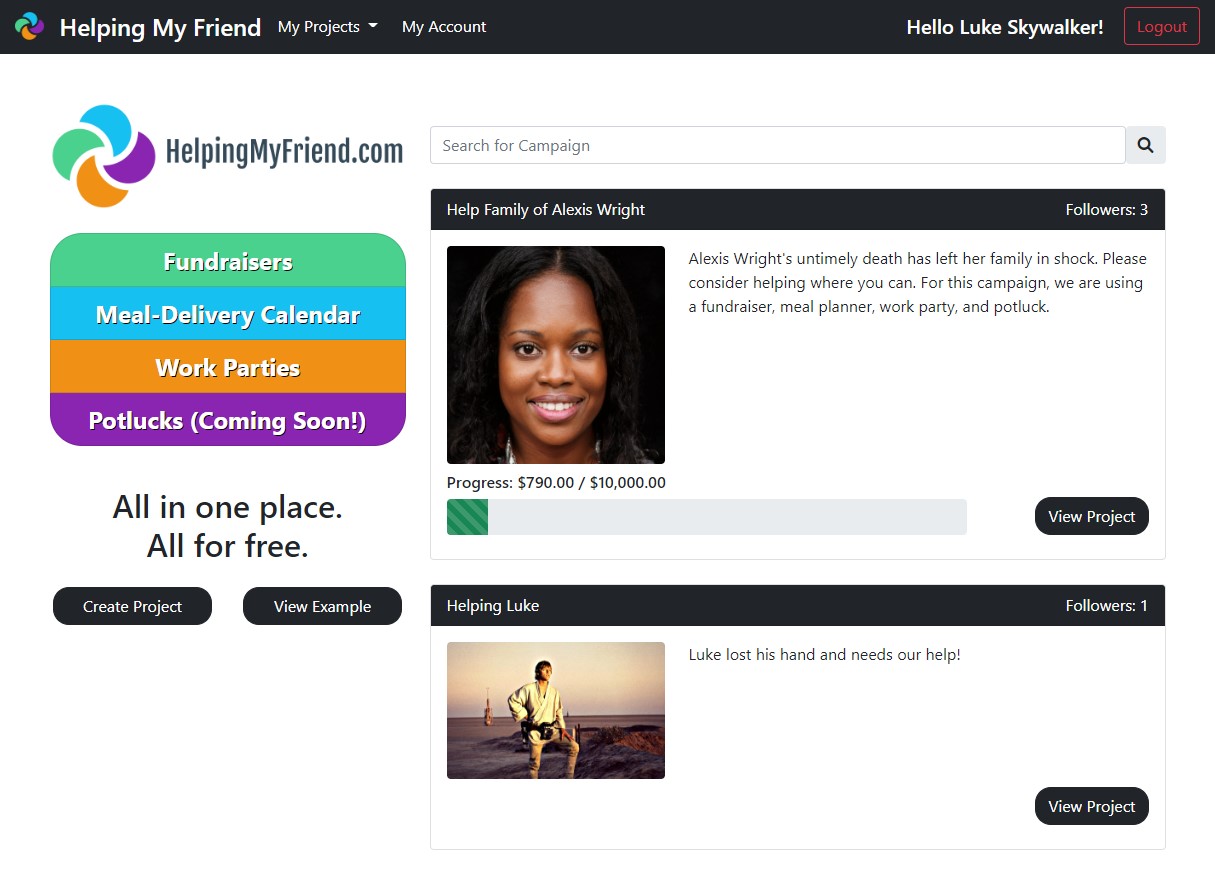 Helping My Friend
My Projects
My Account
Hello Luke Skywalker!
Logout
HelpingMyFriend.com
Fundraisers
Meal-Delivery Calendar
Work Parties
Potlucks (Coming Soon!)
All in one place.
All for free.
Create Project
View Example
Search for Campaign
Help Family of Alexis Wright
Followers: 3
Alexis Wright's untimely death has left her family in shock. Please
consider helping where you can. For this campaign, we are using
a fundraiser, meal planner, work party, and potluck.
Progress: $790.00 / $10,000.00
View Project
Helping Luke
Followers: 1
Luke lost his hand and needs our help!
View Project